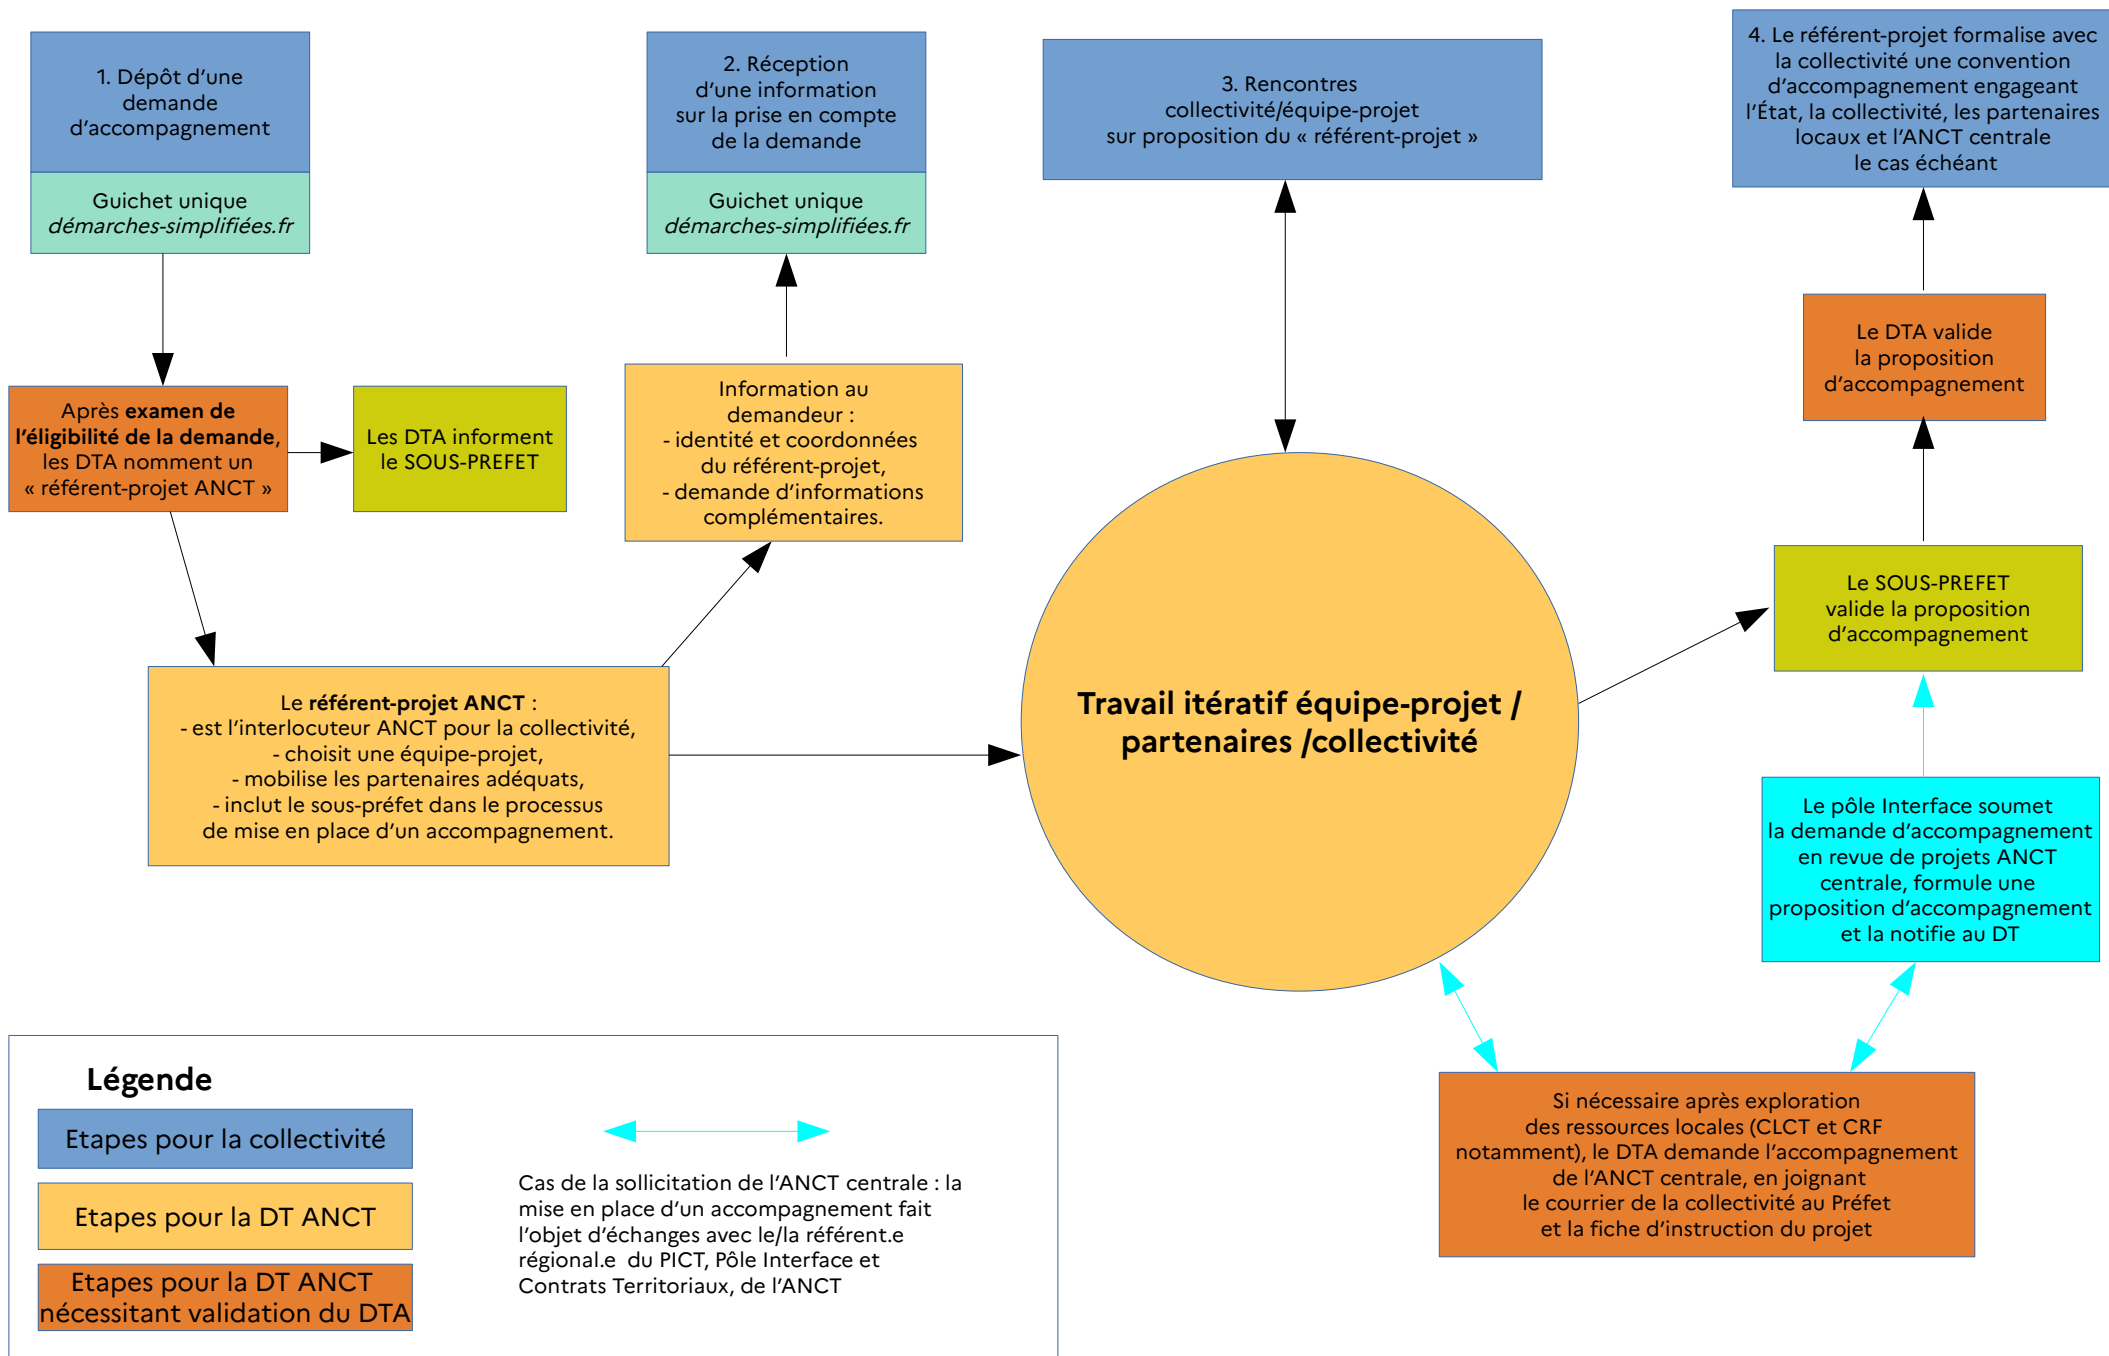 1. Dépôt d’une
demande
d’accompagnement
Guichet unique
démarches-simplifiées.fr
2. Réception
d’une information
sur la prise en compte
de la demande
Guichet unique
démarches-simplifiées.fr
3. Rencontres
collectivité/équipe-projet
sur proposition du « référent-projet »
4. Le référent-projet formalise avec
la collectivité une convention
d’accompagnement engageant
l’État, la collectivité, les partenaires
locaux et l’ANCT centrale
le cas échéant
Après examen de
l’éligibilité de la demande,
les DTA nomment un
« référent-projet ANCT »
Les DTA informent
le SOUS-PREFET
Information au
demandeur :
- identité et coordonnées
du référent-projet,
- demande d’informations
complémentaires.
Le DTA valide
la proposition
d’accompagnement
Le SOUS-PREFET
valide la proposition
d’accompagnement
Le référent-projet ANCT :
- est l’interlocuteur ANCT pour la collectivité,
- choisit une équipe-projet,
- mobilise les partenaires adéquats,
- inclut le sous-préfet dans le processus
de mise en place d’un accompagnement.
Travail itératif équipe-projet /
partenaires /collectivité
Le pôle Interface soumet
la demande d’accompagnement
en revue de projets ANCT
centrale, formule une
proposition d’accompagnement
et la notifie au DT
Si nécessaire après exploration
des ressources locales (CLCT et CRF
notamment), le DTA demande l’accompagnement
de l’ANCT centrale, en joignant
le courrier de la collectivité au Préfet
et la fiche d’instruction du projet
Légende
Etapes pour la collectivité
Etapes pour la DT ANCT
Etapes pour la DT ANCT
nécessitant validation du DTA
Cas de la sollicitation de l’ANCT centrale : la
mise en place d’un accompagnement fait
l’objet d’échanges avec le/la référent.e
régional.e du PICT, Pôle Interface et
Contrats Territoriaux, de l’ANCT